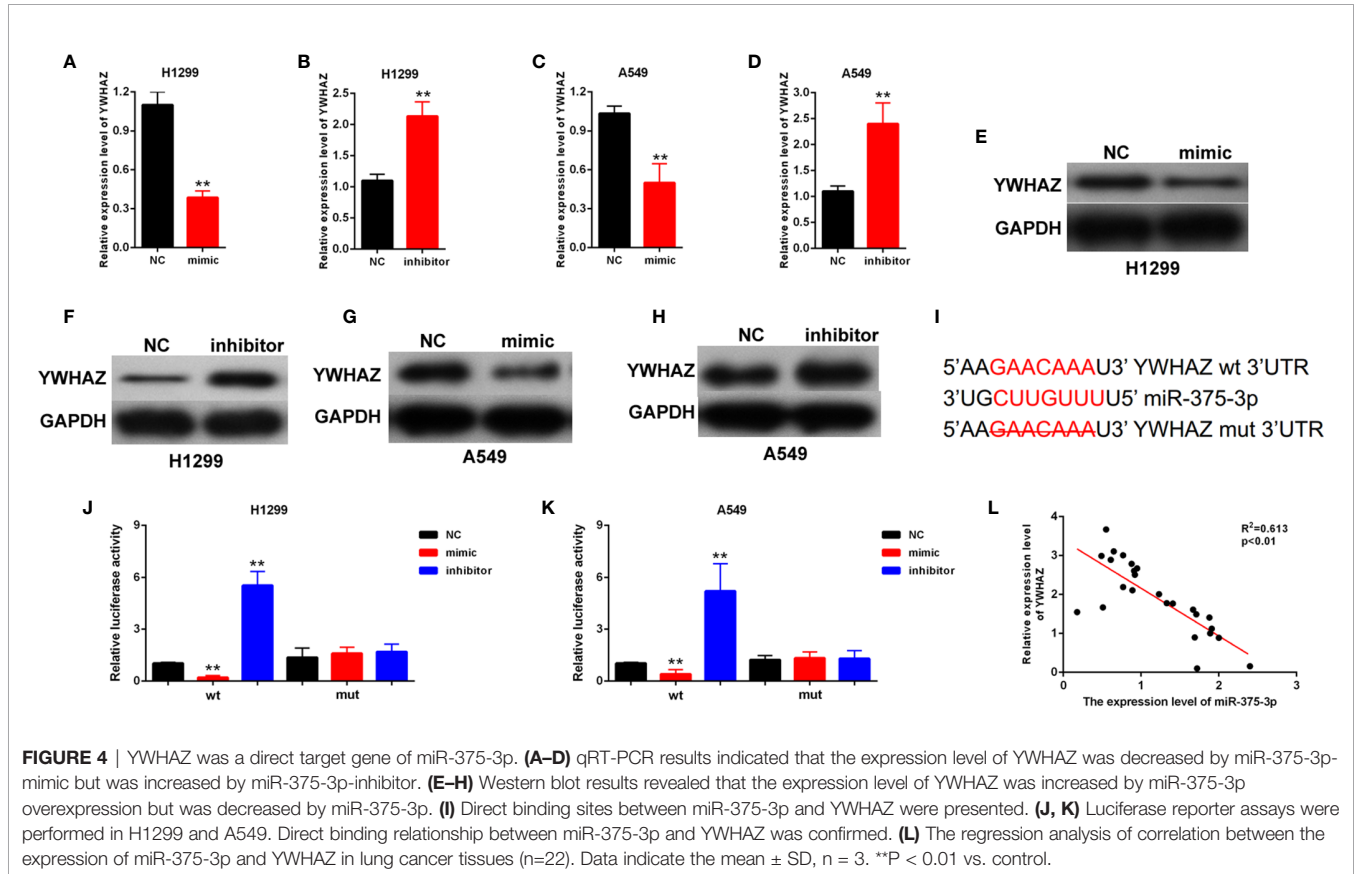 A
H1299
Relative expression level of YWHAZ
1.2
0.9
0.6
0.3
0.0
**
NC
mimic
B
H1299
Relative expression level of YWHAZ
2.5
2.0
1.5
1.0
0.5
0.0
**
NC
inhibitor
C
A549
Relative expression level of YWHAZ
1.2
0.9
0.6
0.3
0.0
**
NC
mimic
D
A549
Relative expression level of YWHAZ
3.0
2.5
2.0
1.5
1.0
0.5
0.0
**
NC
inhibitor
E
NC mimic
YWHAZ
GAPDH
H1299
F
NC inhibitor
YWHAZ
GAPDH
H1299
G
NC mimic
YWHAZ
GAPDH
A549
H
NC inhibitor
YWHAZ
GAPDH
A549
I
5'AAGAACAAAU3' YWHAZ wt 3'UTR
3'UGCUUGUUUU5' miR-375-3p
5'AAGAACAAAU3' YWHAZ mut 3'UTR
J
H1299
Relative luciferase activity
9
6
3
0
**
**
wt
mut
NC
mimic
inhibitor
K
A549
Relative luciferase activity
9
6
3
0
**
**
wt
mut
NC
mimic
inhibitor
L
Relative expression level
of YWHAZ
4
3
2
1
0
R²=0.613
p<0.01
0 1 2 3
The expression level of miR-375-3p
FIGURE 4 | YWHAZ was a direct target gene of miR-375-3p. (A–D) qRT-PCR results indicated that the expression level of YWHAZ was decreased by miR-375-3p-
mimic but was increased by miR-375-3p-inhibitor. (E–H) Western blot results revealed that the expression level of YWHAZ was increased by miR-375-3p
overexpression but was decreased by miR-375-3p. (I) Direct binding sites between miR-375-3p and YWHAZ were presented. (J, K) Luciferase reporter assays were
performed in H1299 and A549. Direct binding relationship between miR-375-3p and YWHAZ was confirmed. (L) The regression analysis of correlation between the
expression of miR-375-3p and YWHAZ in lung cancer tissues (n=22). Data indicate the mean ± SD, n = 3. **P < 0.01 vs. control.